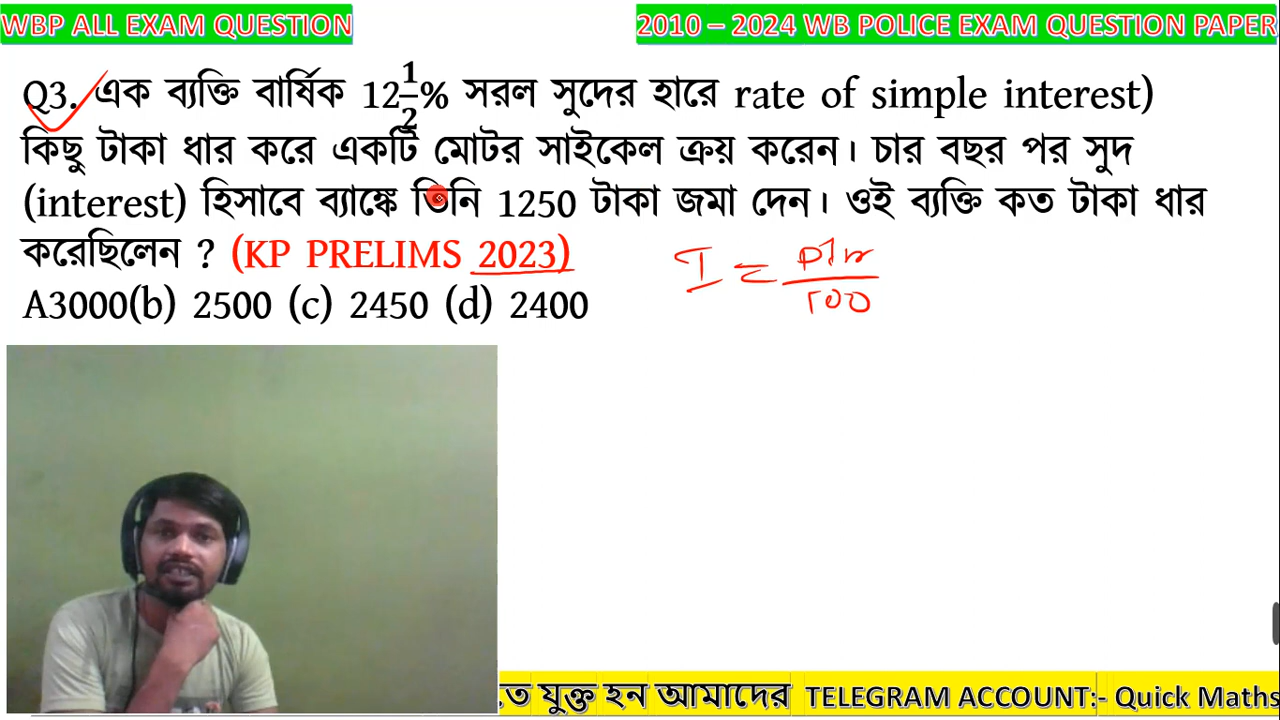 WBP ALL EXAM QUESTION
2010 – 2024 WB POLICE EXAM QUESTION PAPER
Q3. এক ব্যক্তি বার্ষিক 12 1/2% সরল সুদের হারে rate of simple interest)
কিছু টাকা ধার করে একটি মোটর সাইকেল ক্রয় করেন। চার বছর পর সুদ
(interest) হিসাবে ব্যাঙ্কে তিনি 1250 টাকা জমা দেন। ওই ব্যক্তি কত টাকা ধার
করেছিলেন ? (KP PRELIMS 2023)
A3000(b) 2500 (c) 2450 (d) 2400
I = ptr/100
যুক্ত হন আমাদের TELEGRAM ACCOUNT:- Quick Maths